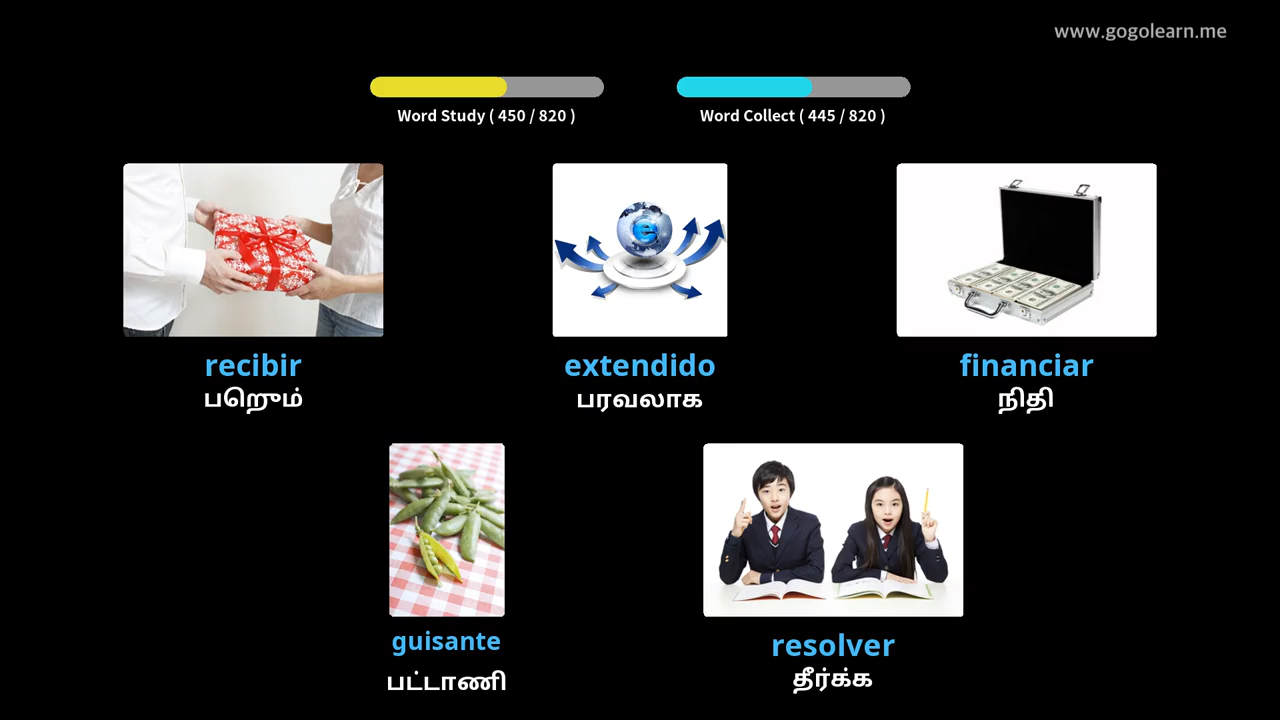 www.gogolearn.me
Word Study ( 450 / 820 )
Word Collect ( 445 / 820 )
recibir
பறெும்
extendido
பரவலாக
financiar
நிதி
guisante
பட்டாணி
resolver
தீர்க்க